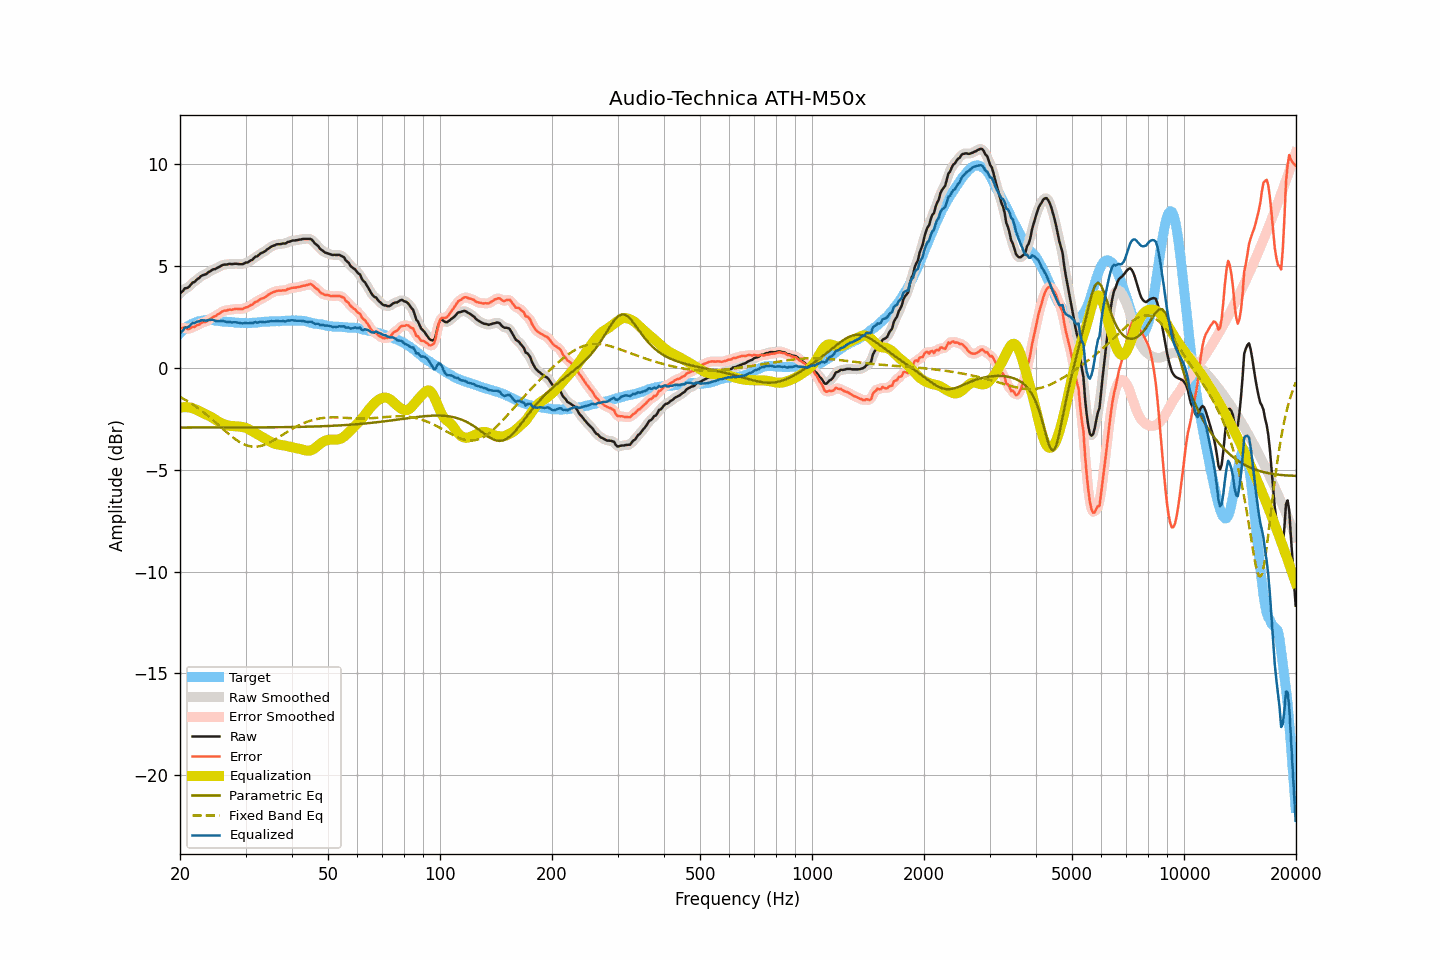 Audio-Technica ATH-M50x
Amplitude (dBr)
10
5
0
−5
−10
−15
−20
Target
Raw Smoothed
Error Smoothed
Raw
Error
Equalization
Parametric Eq
Fixed Band Eq
Equalized
20 50 100 200 500 1000 2000 5000 10000 20000
Frequency (Hz)